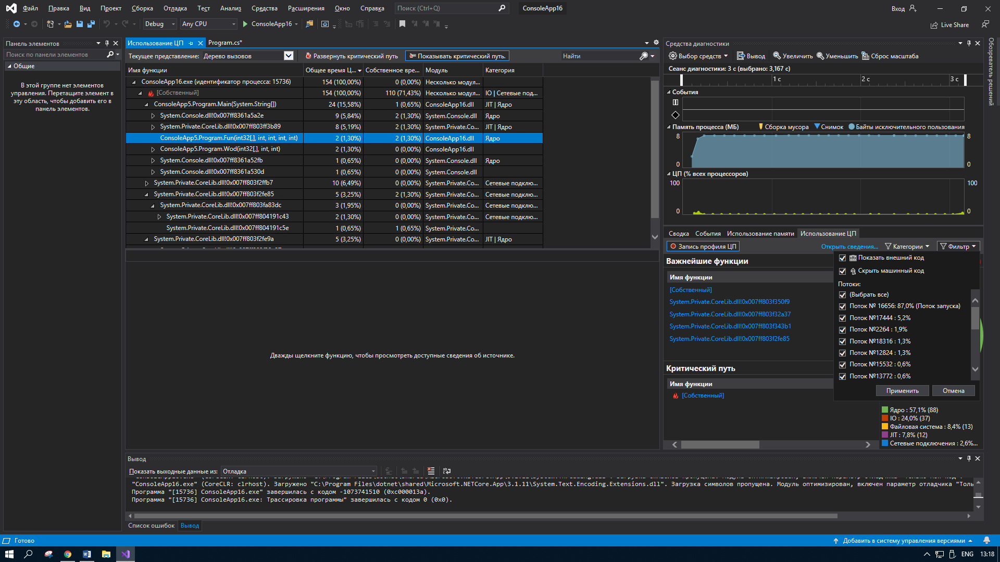 Файл Правка Вид Проект Сборка Отладка Тест Анализ Средства Расширения Окно Справка Поиск (Ctrl+Q) ConsoleApp16 Вход
Debug Any CPU ConsoleApp16 Live Share
Панель элементов
Поиск по панели элементов
Общие
В этой группе нет элементов
управления. Перетащите элемент в
эту область, чтобы добавить его в
панель элементов.
Использование ЦП Program.cs*
Текущее представление: Дерево вызовов Развернуть критический путь Показывать критический путь. Найти
Имя функции Общее время Ц... Собственное вре... Модуль Категория
ConsoleApp16.exe (идентификатор процесса: 15736) 154 (100,00%) 0 (0,00%) Несколько модул...
[Собственный] 154 (100,00%) 110 (71,43%) Несколько модул... IO | Сетевые под...
ConsoleApp5.Program.Main(System.String[]) 24 (15,58%) 1 (0,65%) ConsoleApp16.dll JIT | Ядро
System.Console.dll!0x007ff8361a5a2e 9 (5,84%) 2 (1,30%) System.Console.dll Ядро
System.Private.CoreLib.dll!0x007ff803ff3b89 8 (5,19%) 2 (1,30%) System.Private.Co... JIT | Ядро
ConsoleApp5.Program.Fun(int32[,], int, int, int, int) 2 (1,30%) 2 (1,30%) ConsoleApp16.dll Ядро
ConsoleApp5.Program.Wod(int32[,], int, int) 2 (1,30%) 0 (0,00%) ConsoleApp16.dll
System.Console.dll!0x007ff8361a52fb 1 (0,65%) 0 (0,00%) System.Console.dll Ядро
System.Console.dll!0x007ff8361a530d 1 (0,65%) 0 (0,00%) System.Console.dll
System.Private.CoreLib.dll!0x007ff803f2ffb7 10 (6,49%) 0 (0,00%) System.Private.Co... Сетевые подклю...
System.Private.CoreLib.dll!0x007ff803f2fe85 5 (3,25%) 2 (1,30%) System.Private.Co... Сетевые подклю...
System.Private.CoreLib.dll!0x007ff803fa83dc 3 (1,95%) 0 (0,00%) System.Private.Co... Сетевые подклю...
System.Private.CoreLib.dll!0x007ff804191c43 2 (1,30%) 0 (0,00%) System.Private.Co... Сетевые подклю...
System.Private.CoreLib.dll!0x007ff804191c5e 1 (0,65%) 1 (0,65%) System.Private.Co...
System.Private.CoreLib.dll!0x007ff803f2fe9a 5 (3,25%) 0 (0,00%) System.Private.Co... JIT | Ядро
Дважды щелкните функцию, чтобы просмотреть доступные сведения об источнике.
Средства диагностики
Выбор средств Вывод Увеличить Уменьшить Сброс масштаба
Сеанс диагностики: 3 с (выбрано: 3,167 с)
1 с 2 с 3 с
События
Память процесса (МБ) Сборка мусора Снимок Байты исключительного пользования
8 8
0 0
ЦП (% всех процессоров)
100 100
0 0
Сводка События Использование памяти Использование ЦП
Запись профиля ЦП Открыть сведения... Категории Фильтр
Важнейшие функции
Имя функции
[Собственный]
System.Private.CoreLib.dll!0x007ff803f350f9
System.Private.CoreLib.dll!0x007ff803f32a37
System.Private.CoreLib.dll!0x007ff803f343b1
System.Private.CoreLib.dll!0x007ff803f2fe85
Критический путь
Имя функции
[Собственный]
Показать внешний код
Скрыть машинный код
Потоки:
(Выбрать все)
Поток № 16656: 87,0% (Поток запуска)
Поток №17444 : 5,2%
Поток №2264 : 1,9%
Поток №18316 : 1,3%
Поток №12824 : 1,3%
Поток №15532 : 0,6%
Поток №13772 : 0,6%
Применить Отмена
Ядро : 57,1% (88)
IO : 24,0% (37)
Файловая система : 8,4% (13)
JIT : 7,8% (12)
Сетевые подключения : 2,6%...
Обозреватель решений
Вывод
Показать выходные данные из: Отладка
"ConsoleApp16.exe" (CoreCLR: clrhost). Загружено "C:\Program Files\dotnet\shared\Microsoft.NETCore.App\3.1.11\System.Text.Encoding.Extensions.dll". Загрузка символов пропущена. Модуль оптимизирован, включен параметр отладчика "Толь
Программа "[15736] ConsoleApp16.exe" завершилась с кодом -1073741510 (0xc000013a).
Программа "[15736] ConsoleApp16.exe: Трассировка программы" завершилась с кодом 0 (0x0).
Список ошибок Вывод
Готово Добавить в систему управления версиями
ENG 13:18